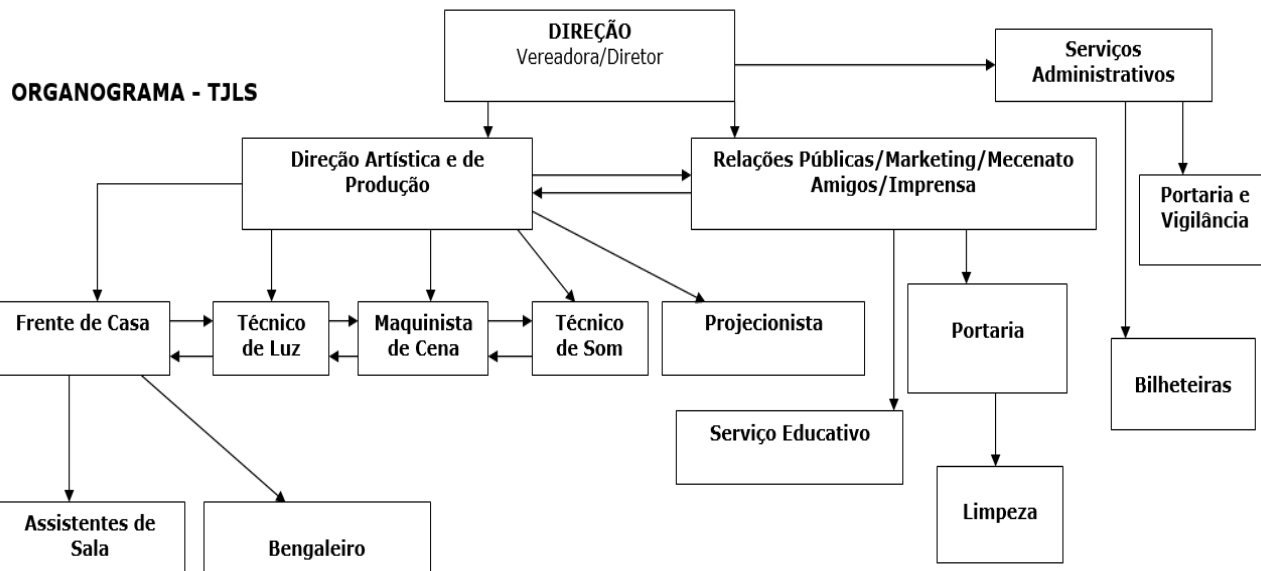 DIREÇÃO
Vereadora/Diretor
Serviços
Administrativos
ORGANOGRAMA - TJLS
Direção Artística e de
Produção
Relações Públicas/Marketing/Mecenato
Amigos/Imprensa
Portaria e
Vigilância
Frente de Casa
Técnico
de Luz
Maquinista
de Cena
Técnico
de Som
Projecionista
Portaria
Bilheteiras
Serviço Educativo
Limpeza
Assistentes de
Sala
Bengaleiro